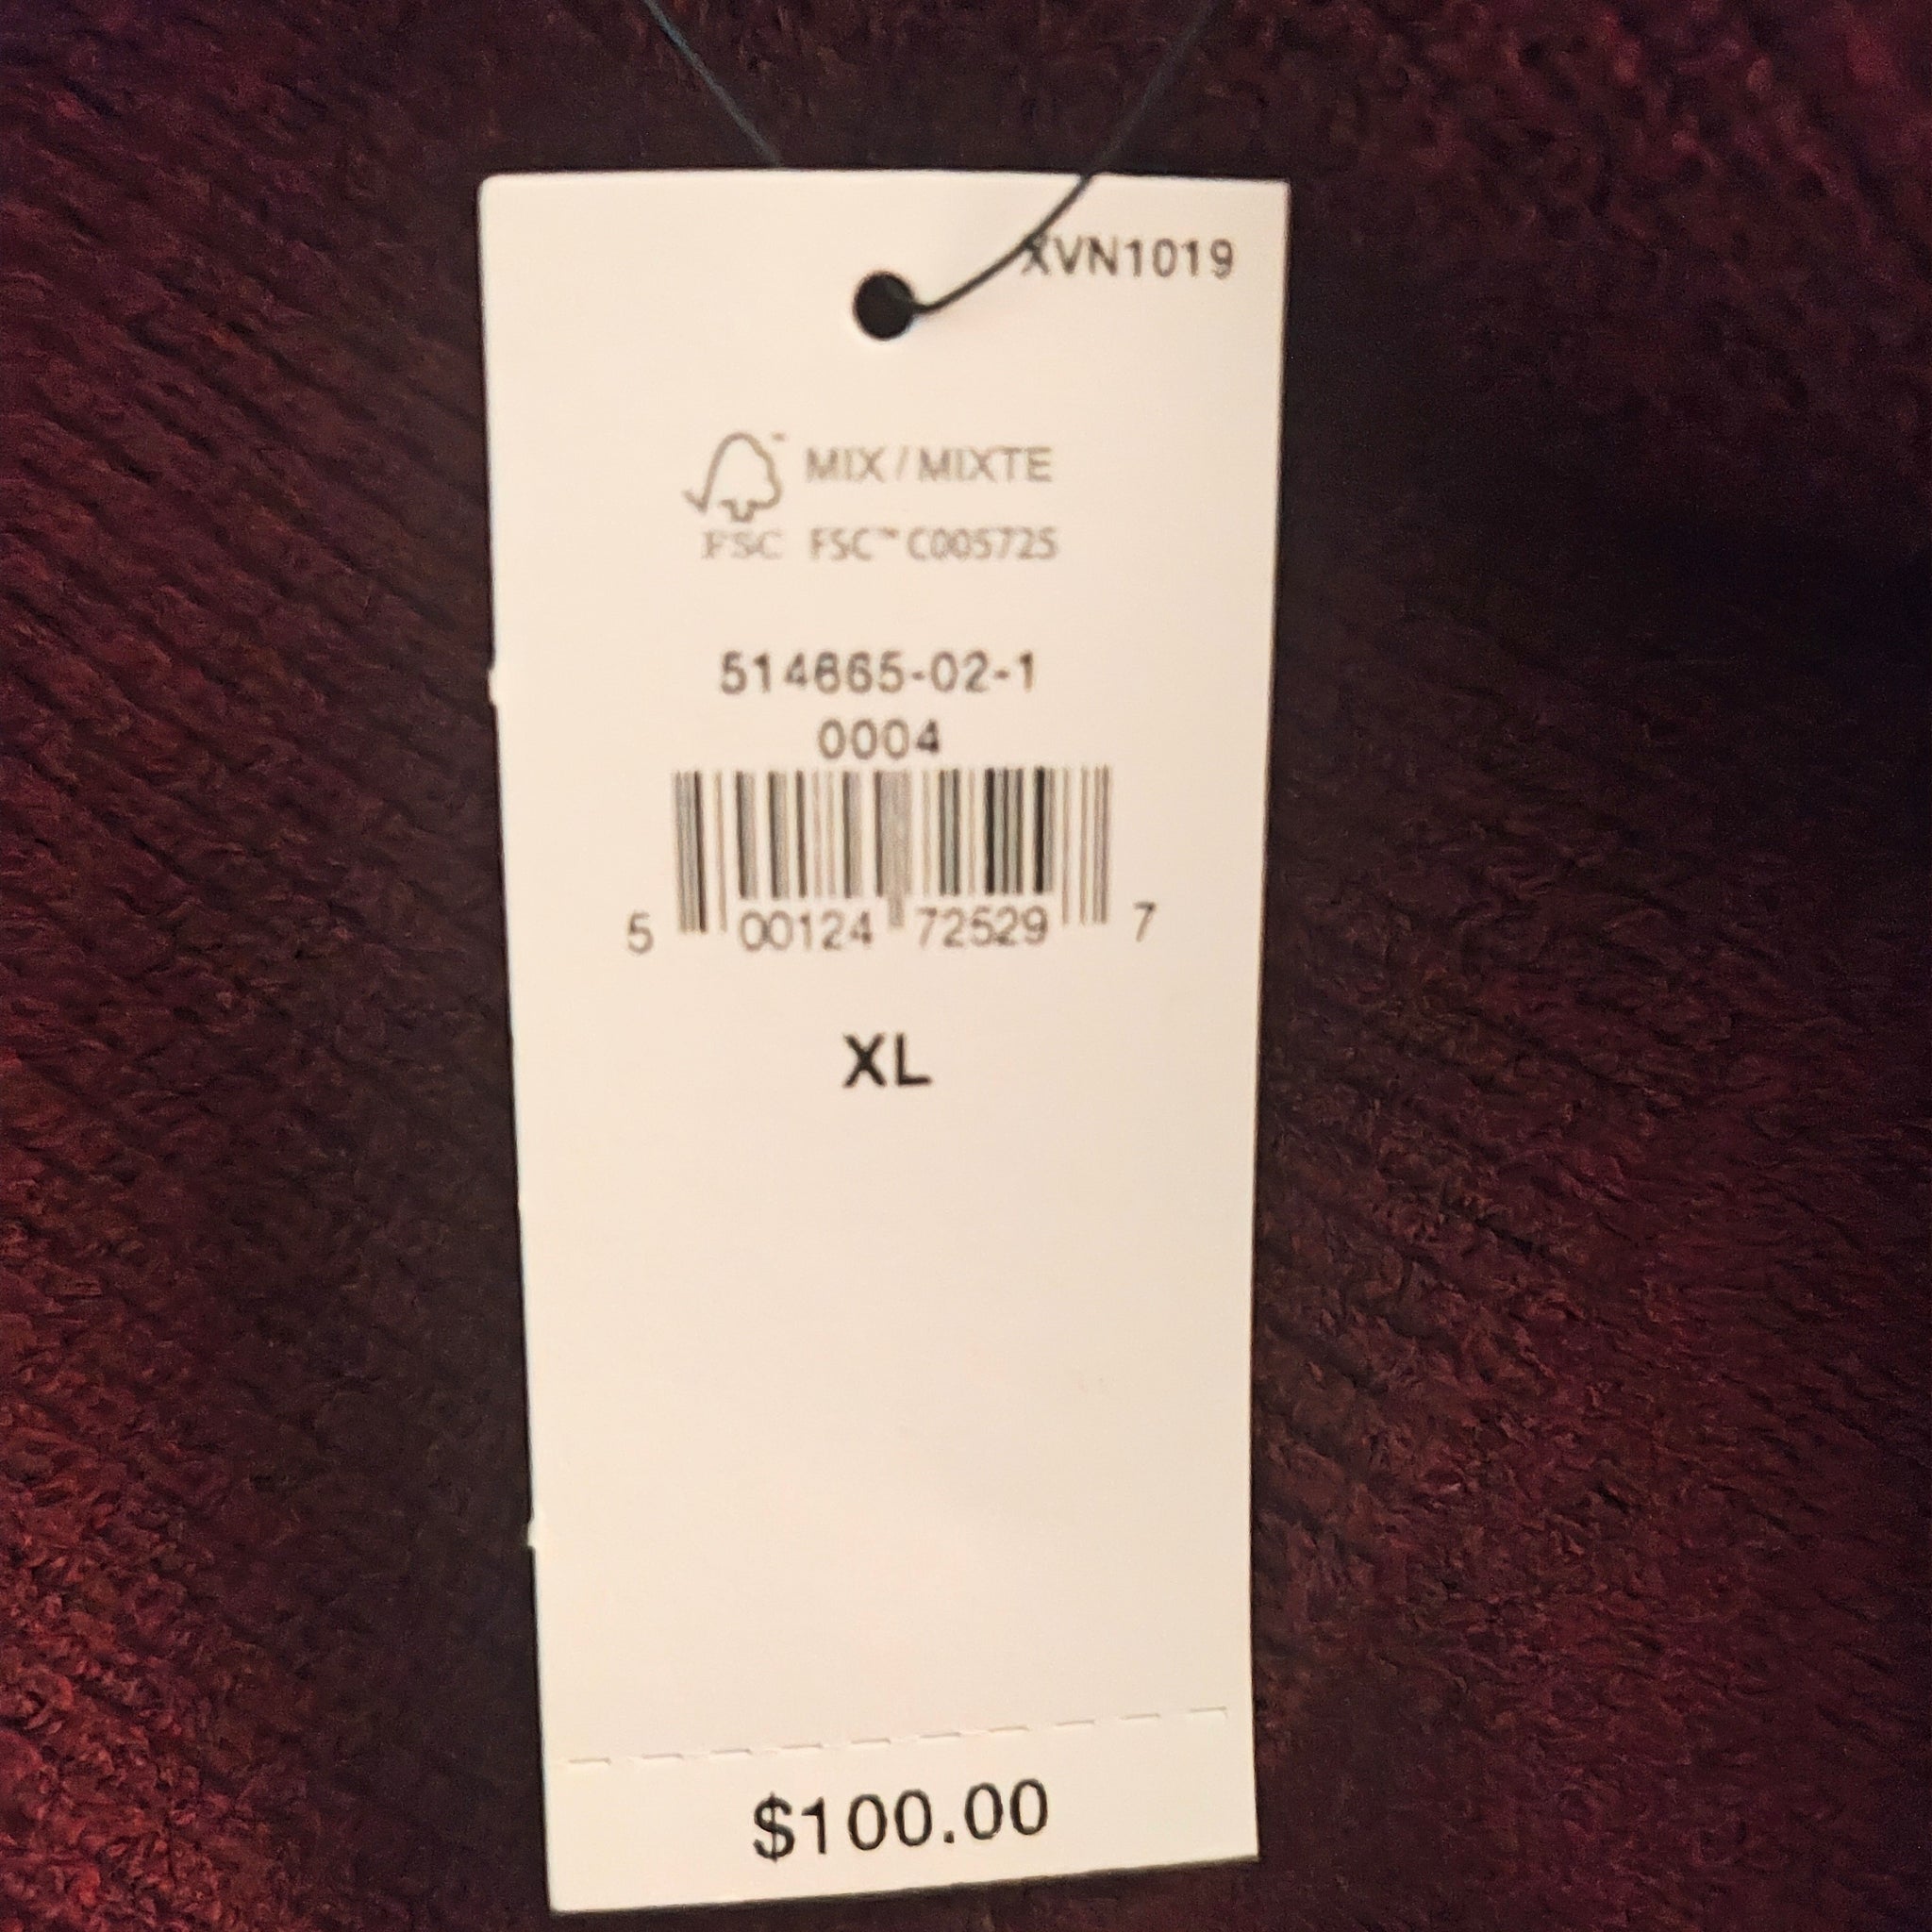 XVN1019
MIX / MIXTE
FSC FSC™ C005725
514665-02-1
0004
5 00124 72529 7
XL
$100.00